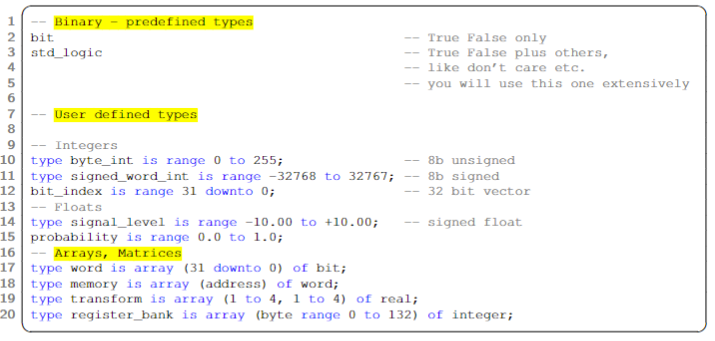 1 -- Binary - predefined types
2 bit -- True False only
3 std_logic -- True False plus others,
4 -- like don't care etc.
5 -- you will use this one extensively
6
7 -- User defined types
8
9 -- Integers
10 type byte_int is range 0 to 255; -- 8b unsigned
11 type signed_word_int is range -32768 to 32767; -- 8b signed
12 bit_index is range 31 downto 0; -- 32 bit vector
13 -- Floats
14 type signal_level is range -10.00 to +10.00; -- signed float
15 probability is range 0.0 to 1.0;
16 -- Arrays, Matrices
17 type word is array (31 downto 0) of bit;
18 type memory is array (address) of word;
19 type transform is array (1 to 4, 1 to 4) of real;
20 type register_bank is array (byte range 0 to 132) of integer;